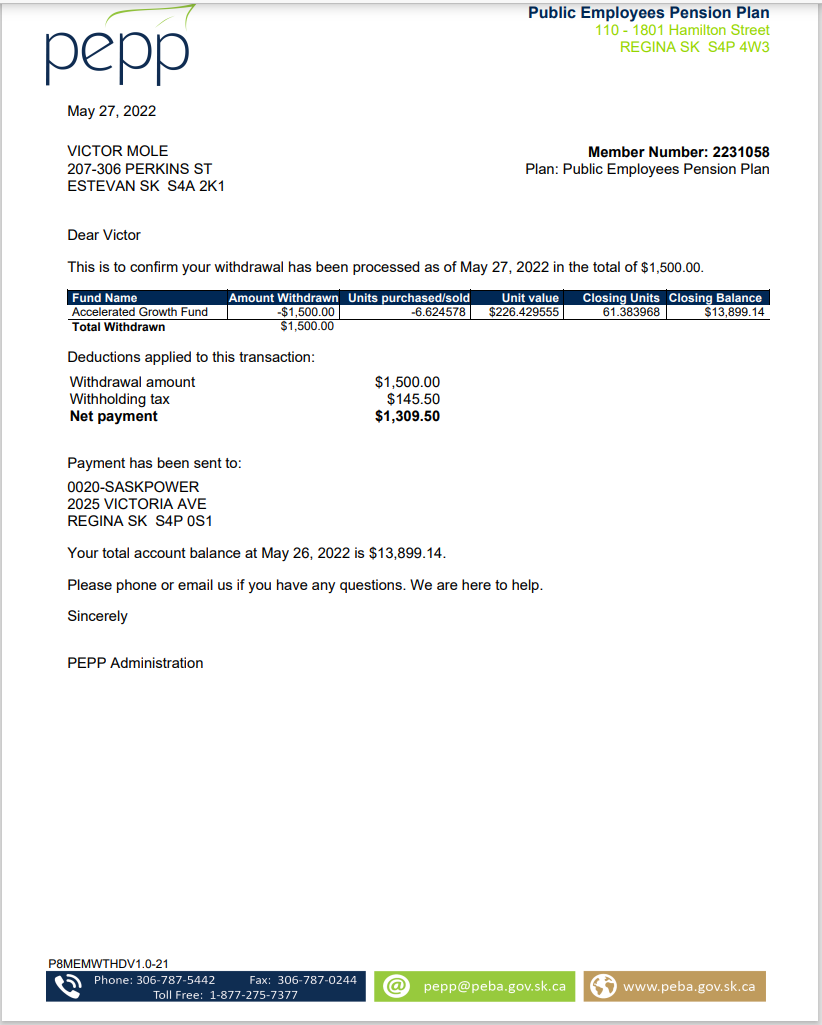 pepp
Public Employees Pension Plan
110 - 1801 Hamilton Street
REGINA SK  S4P 4W3
May 27, 2022
VICTOR MOLE
207-306 PERKINS ST
ESTEVAN SK  S4A 2K1
Member Number: 2231058
Plan: Public Employees Pension Plan
Dear Victor
This is to confirm your withdrawal has been processed as of May 27, 2022 in the total of $1,500.00.
Fund Name Amount Withdrawn Units purchased/sold Unit value Closing Units Closing Balance
Accelerated Growth Fund -$1,500.00 -6.624578 $226.429555 61.383968 $13,899.14
Total Withdrawn $1,500.00
Deductions applied to this transaction:
Withdrawal amount $1,500.00
Withholding tax $145.50
Net payment $1,309.50
Payment has been sent to:
0020-SASKPOWER
2025 VICTORIA AVE
REGINA SK  S4P 0S1
Your total account balance at May 26, 2022 is $13,899.14.
Please phone or email us if you have any questions. We are here to help.
Sincerely
PEPP Administration
P8MEMWTHDV1.0-21
Phone: 306-787-5442 Fax: 306-787-0244
Toll Free: 1-877-275-7377
@ pepp@peba.gov.sk.ca
www.peba.gov.sk.ca